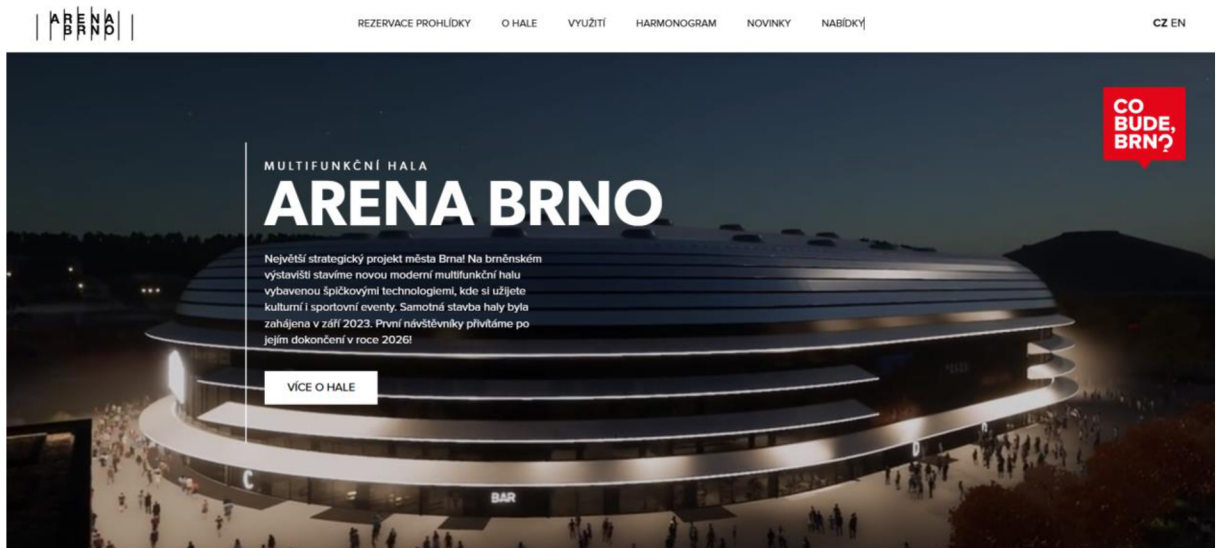 ARENA
BRNO
REZERVACE PROHLÍDKY O HALE VYUŽITÍ HARMONOGRAM NOVINKY NABÍDKY
CZ EN
CO
BUDE,
BRN?
MULTIFUNKČNÍ HALA
ARENA BRNO
Největší strategický projekt města Brna! Na brněnském
výstavišti stavíme novou moderní multifunkční halu
vybavenou špičkovými technologiemi, kde si užijete
kulturní i sportovní eventy. Samotná stavba haly byla
zahájena v září 2023. První návštěvníky přivítáme po
jejím dokončení v roce 2026!
VÍCE O HALE
C
BAR
D